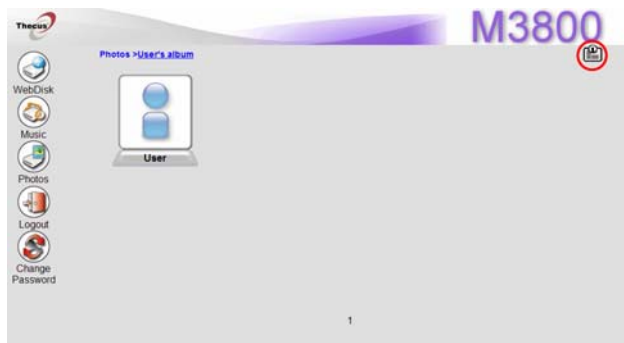 Thecus
M3800
Photos >User's album
WebDisk
Music
Photos
Logout
Change
Password
User
1